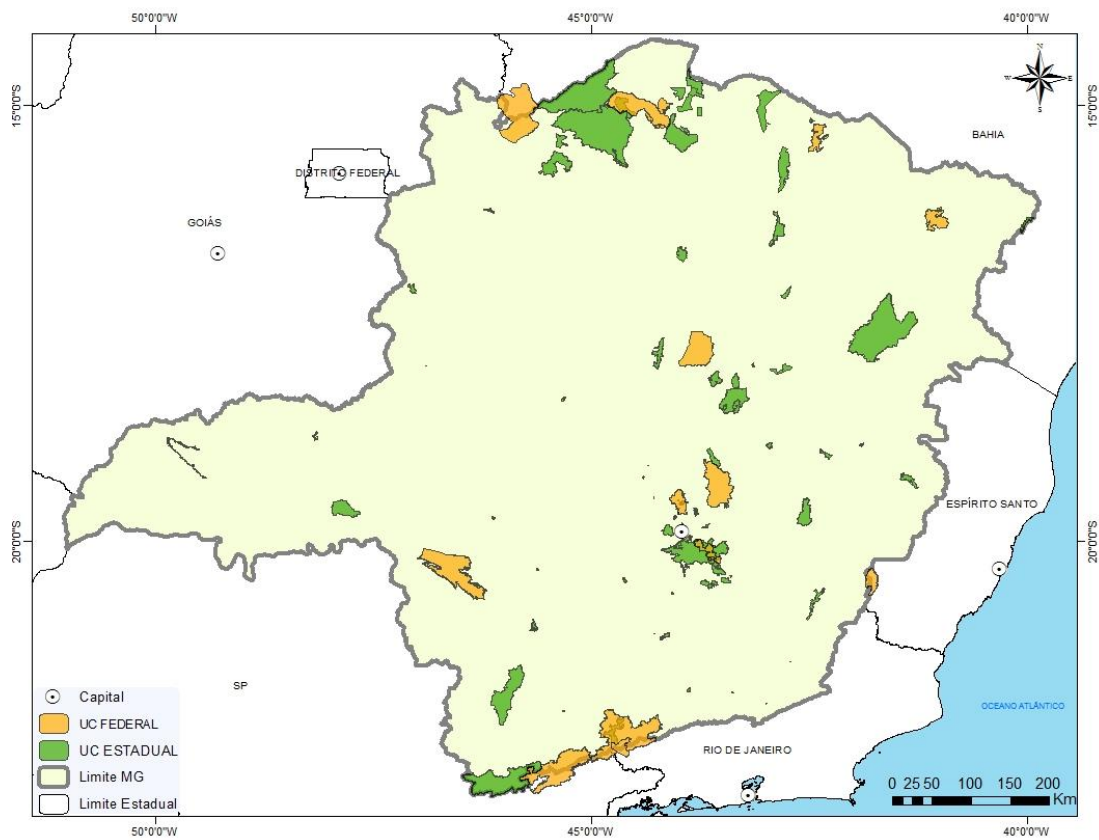 50°0'0"W 45°0'0"W 40°0'0"W
N
W E
S
15°0'0"S 15°0'0"S
BAHIA
DISTRITO FEDERAL
GOIÁS
ESPÍRITO SANTO
20°0'0"S 20°0'0"S
SP
OCEANO ATLÂNTICO
RIO DE JANEIRO
Capital
UC FEDERAL
UC ESTADUAL
Limite MG
Limite Estadual
0 25 50 100 150 200
Km
50°0'0"W 45°0'0"W 40°0'0"W